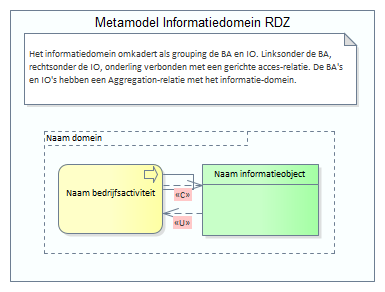 Metamodel Informatiedomein RDZ
Het informatiedomein omkadert als grouping de BA en IO. Linksonder de BA,
rechtsonder de IO, onderling verbonden met een gerichte acces-relatie. De BA's
en IO's hebben een Aggregation-relatie met het informatie-domein.
Naam domein
Naam bedrijfsactiviteit
Naam informatieobject
«C»
«U»